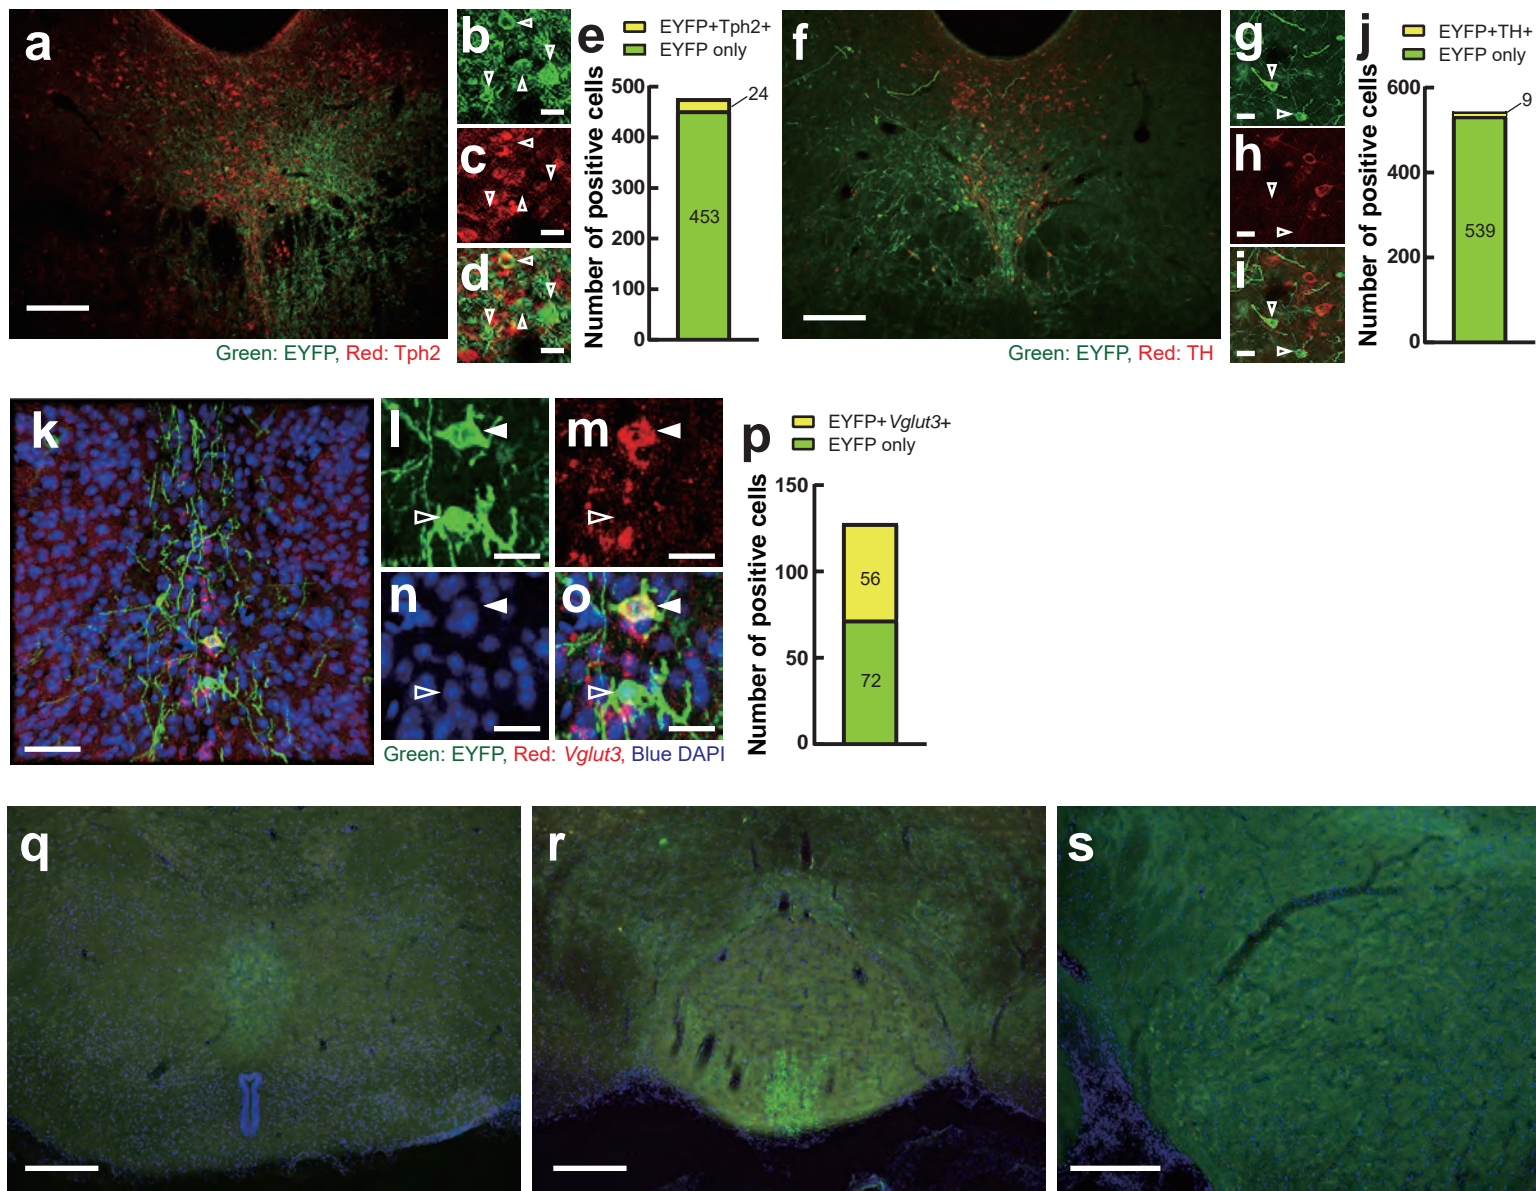 a
b
c
d
e
EYFP+Tph2+
EYFP only
Number of positive cells
500
400
300
200
100
0
24
453
Green: EYFP, Red: Tph2
f
g
h
i
j
EYFP+TH+
EYFP only
Number of positive cells
600
400
200
0
9
539
Green: EYFP, Red: TH
k
l
m
n
o
Green: EYFP, Red: Vglut3, Blue DAPI
p
EYFP+Vglut3+
EYFP only
Number of positive cells
150
100
50
0
56
72
q
r
s